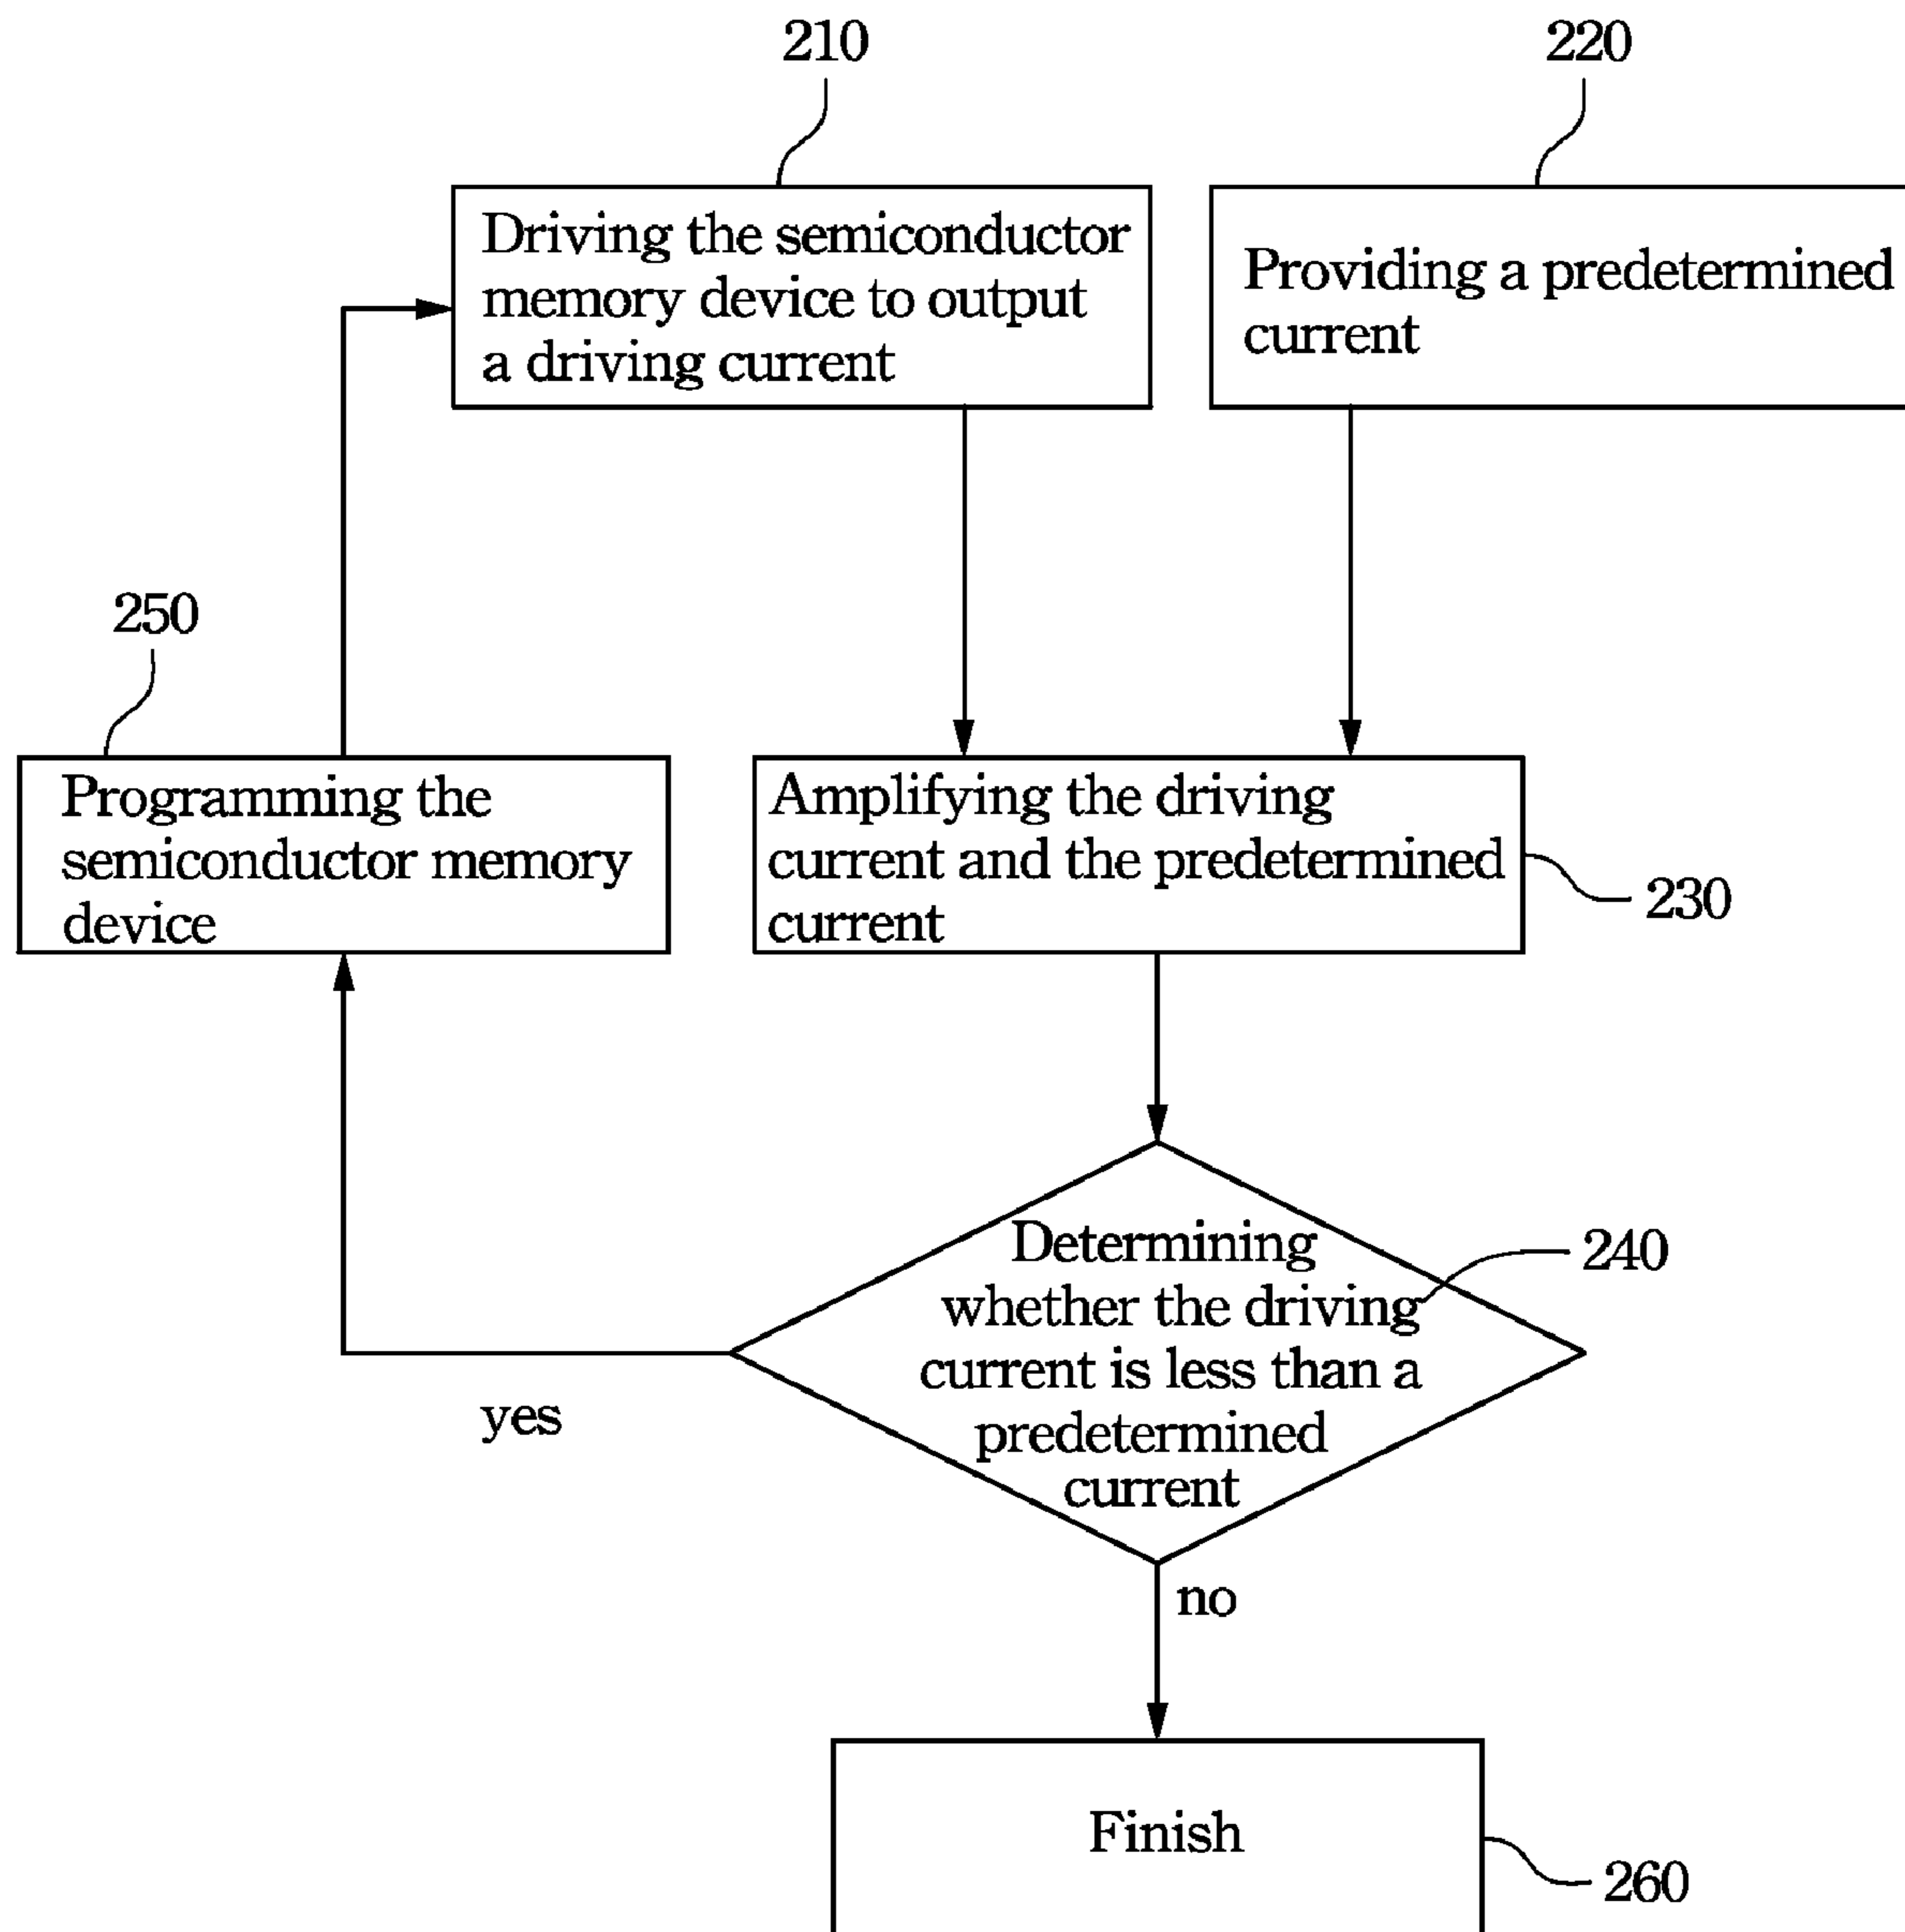 210
220
Driving the semiconductor
memory device to output
a driving current
Providing a predetermined
current
250
Programming the
semiconductor memory
device
Amplifying the driving
current and the predetermined
current
230
Determining
whether the driving
current is less than a
predetermined
current
240
yes
no
Finish
260